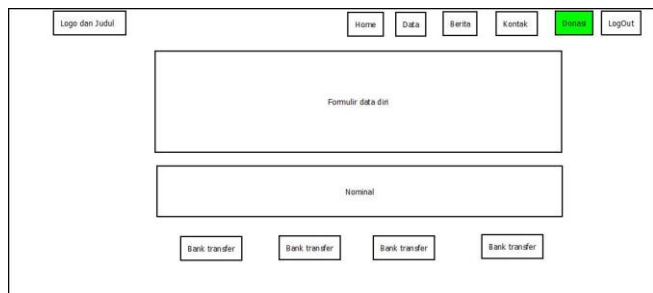 Logo dan Judul
Home
Data
Berita
Kontak
Donasi
LogOut
Formulir data diri
Nominal
Bank transfer
Bank transfer
Bank transfer
Bank transfer